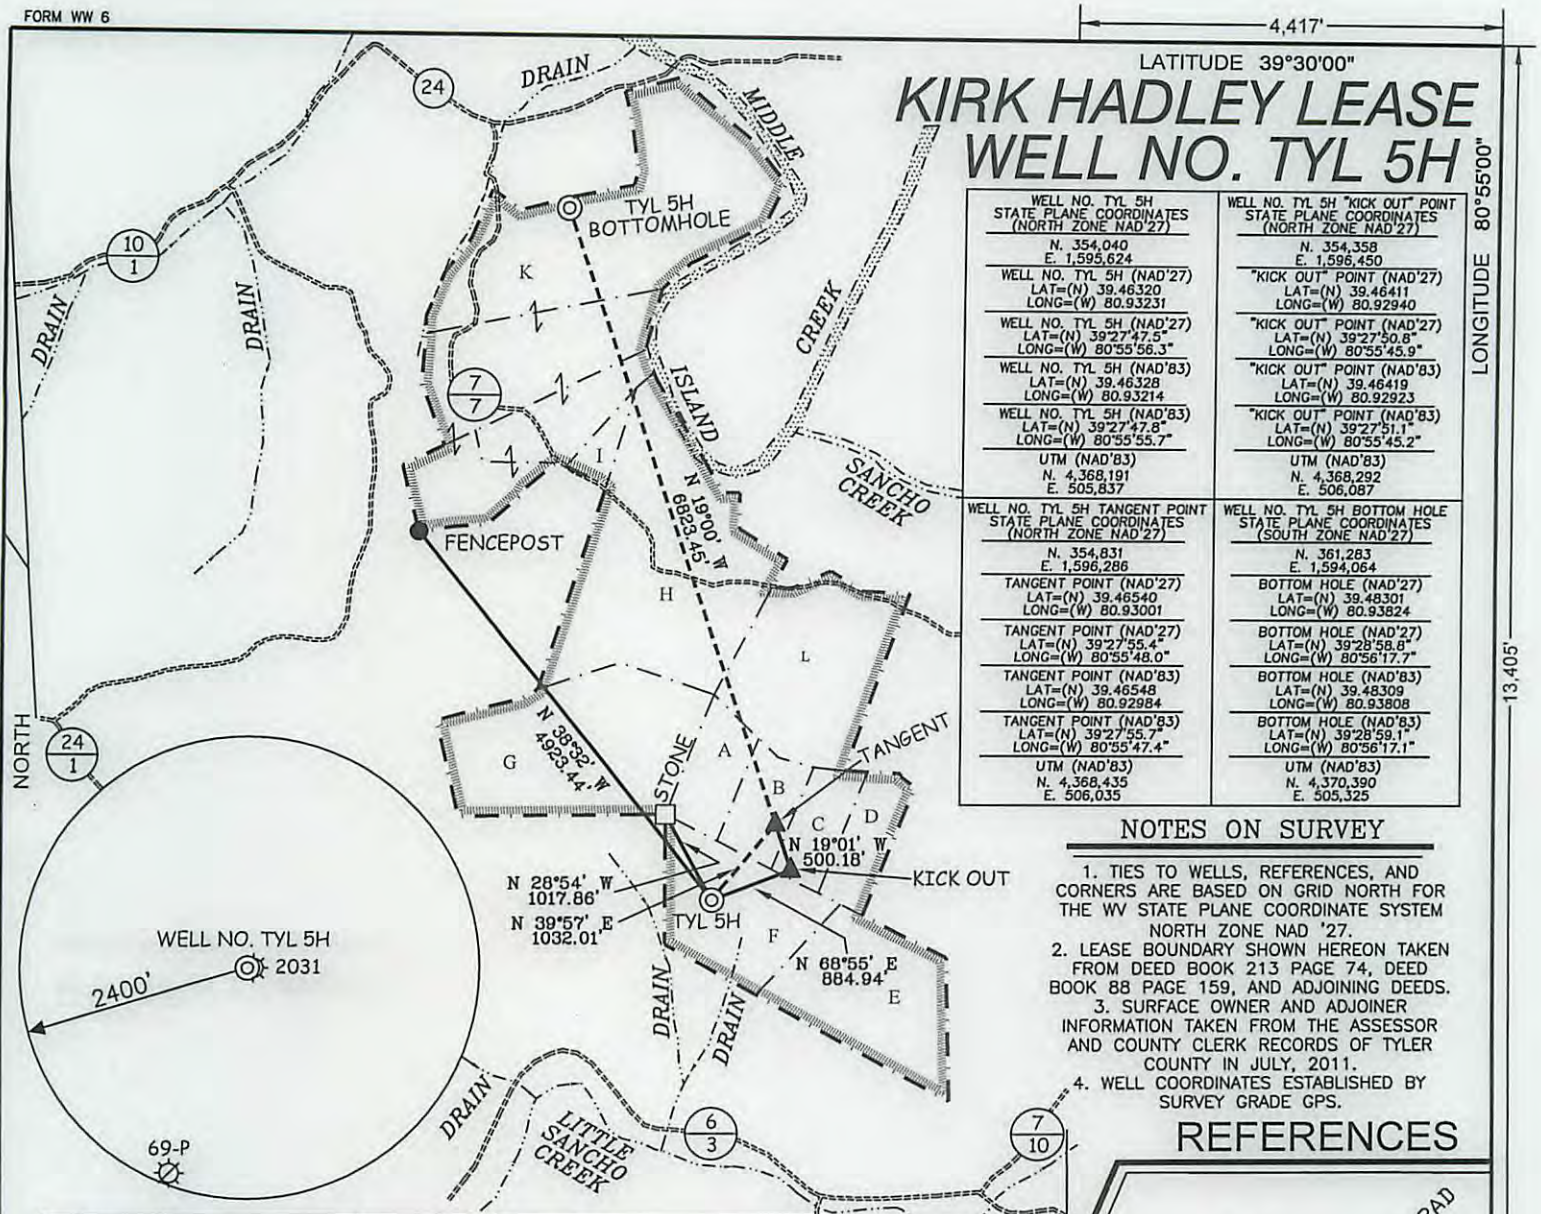 FORM WW 6
4,417'
LATITUDE 39°30'00"
KIRK HADLEY LEASE
WELL NO. TYL 5H
LONGITUDE 80°55'00"
13,405'
WELL NO. TYL 5H
STATE PLANE COORDINATES
(NORTH ZONE NAD'27)
N. 354,040
E. 1,595,624
WELL NO. TYL 5H (NAD'27)
LAT=(N) 39.46320
LONG=(W) 80.93231
WELL NO. TYL 5H (NAD'27)
LAT=(N) 39°27'47.5"
LONG=(W) 80°55'56.3"
WELL NO. TYL 5H (NAD'83)
LAT=(N) 39.46328
LONG=(W) 80.93214
WELL NO. TYL 5H (NAD'83)
LAT=(N) 39°27'47.8"
LONG=(W) 80°55'55.7"
UTM (NAD'83)
N. 4,368,191
E. 505,837
WELL NO. TYL 5H "KICK OUT" POINT
STATE PLANE COORDINATES
(NORTH ZONE NAD'27)
N. 354,358
E. 1,596,450
"KICK OUT" POINT (NAD'27)
LAT=(N) 39.46411
LONG=(W) 80.92940
"KICK OUT" POINT (NAD'27)
LAT=(N) 39°27'50.8"
LONG=(W) 80°55'45.9"
"KICK OUT" POINT (NAD'83)
LAT=(N) 39.46419
LONG=(W) 80.92923
"KICK OUT" POINT (NAD'83)
LAT=(N) 39°27'51.1"
LONG=(W) 80°55'45.2"
UTM (NAD'83)
N. 4,368,292
E. 506,087
WELL NO. TYL 5H TANGENT POINT
STATE PLANE COORDINATES
(NORTH ZONE NAD'27)
N. 354,831
E. 1,596,286
TANGENT POINT (NAD'27)
LAT=(N) 39.46540
LONG=(W) 80.93001
TANGENT POINT (NAD'27)
LAT=(N) 39°27'55.4"
LONG=(W) 80°55'48.0"
TANGENT POINT (NAD'83)
LAT=(N) 39.46548
LONG=(W) 80.92984
TANGENT POINT (NAD'83)
LAT=(N) 39°27'55.7"
LONG=(W) 80°55'47.4"
UTM (NAD'83)
N. 4,368,435
E. 506,035
WELL NO. TYL 5H BOTTOM HOLE
STATE PLANE COORDINATES
(SOUTH ZONE NAD'27)
N. 361,283
E. 1,594,064
BOTTOM HOLE (NAD'27)
LAT=(N) 39.48301
LONG=(W) 80.93824
BOTTOM HOLE (NAD'27)
LAT=(N) 39°28'58.8"
LONG=(W) 80°56'17.7"
BOTTOM HOLE (NAD'83)
LAT=(N) 39.48309
LONG=(W) 80.93808
BOTTOM HOLE (NAD'83)
LAT=(N) 39°28'59.1"
LONG=(W) 80°56'17.1"
UTM (NAD'83)
N. 4,370,390
E. 505,325
DRAIN
24
MIDDLE
TYL 5H
BOTTOMHOLE
10
1
DRAIN
DRAIN
K
CREEK
7
7
ISLAND
I
SANCHO
CREEK
FENCEPOST
N 19°00' W
6823.45'
H
L
N 38°32' W
4923.44'
NORTH
24
1
G
STONE
A
TANGENT
B
C
D
N 19°01' W
500.18'
KICK OUT
N 28°54' W
1017.86'
N 39°57' E
1032.01'
TYL 5H
F
N 68°55' E
884.94'
E
WELL NO. TYL 5H
2031
2400'
DRAIN
DRAIN
DRAIN
LITTLE
SANCHO
CREEK
6
3
7
10
69-P
NOTES ON SURVEY
1. TIES TO WELLS, REFERENCES, AND
CORNERS ARE BASED ON GRID NORTH FOR
THE WV STATE PLANE COORDINATE SYSTEM
NORTH ZONE NAD '27.
2. LEASE BOUNDARY SHOWN HEREON TAKEN
FROM DEED BOOK 213 PAGE 74, DEED
BOOK 88 PAGE 159, AND ADJOINING DEEDS.
3. SURFACE OWNER AND ADJOINER
INFORMATION TAKEN FROM THE ASSESSOR
AND COUNTY CLERK RECORDS OF TYLER
COUNTY IN JULY, 2011.
4. WELL COORDINATES ESTABLISHED BY
SURVEY GRADE GPS.
REFERENCES